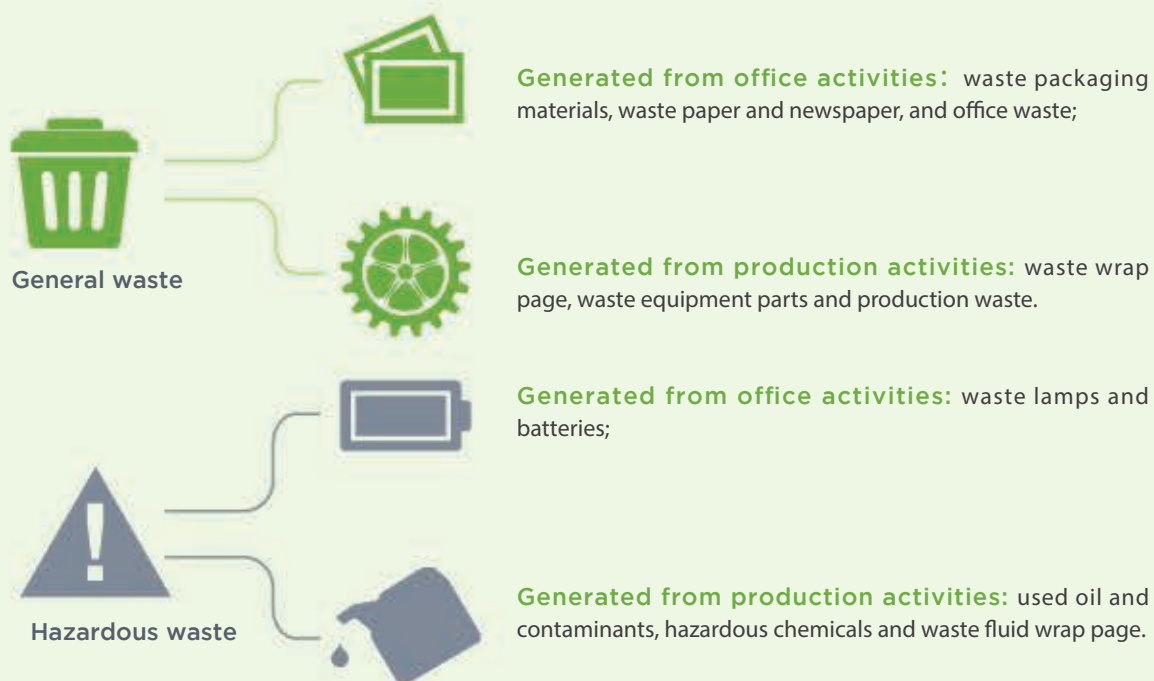 Generated from office activities: waste packaging
materials, waste paper and newspaper, and office waste;
General waste
Generated from production activities: waste wrap
page, waste equipment parts and production waste.
Generated from office activities: waste lamps and
batteries;
Hazardous waste
Generated from production activities: used oil and
contaminants, hazardous chemicals and waste fluid wrap page.